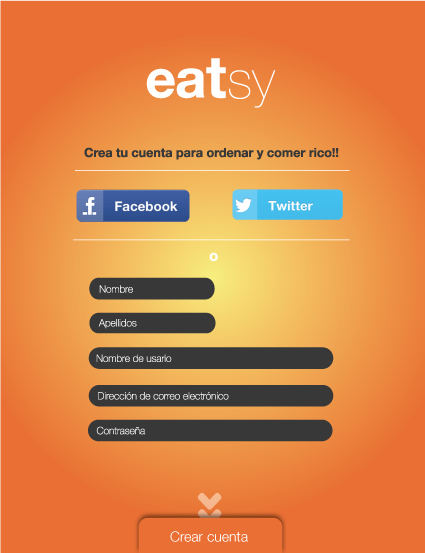 eatsy
Crea tu cuenta para ordenar y comer rico!!
f Facebook
Twitter
o
Nombre
Apellidos
Nombre de usario
Dirección de correo electrónico
Contraseña
Crear cuenta